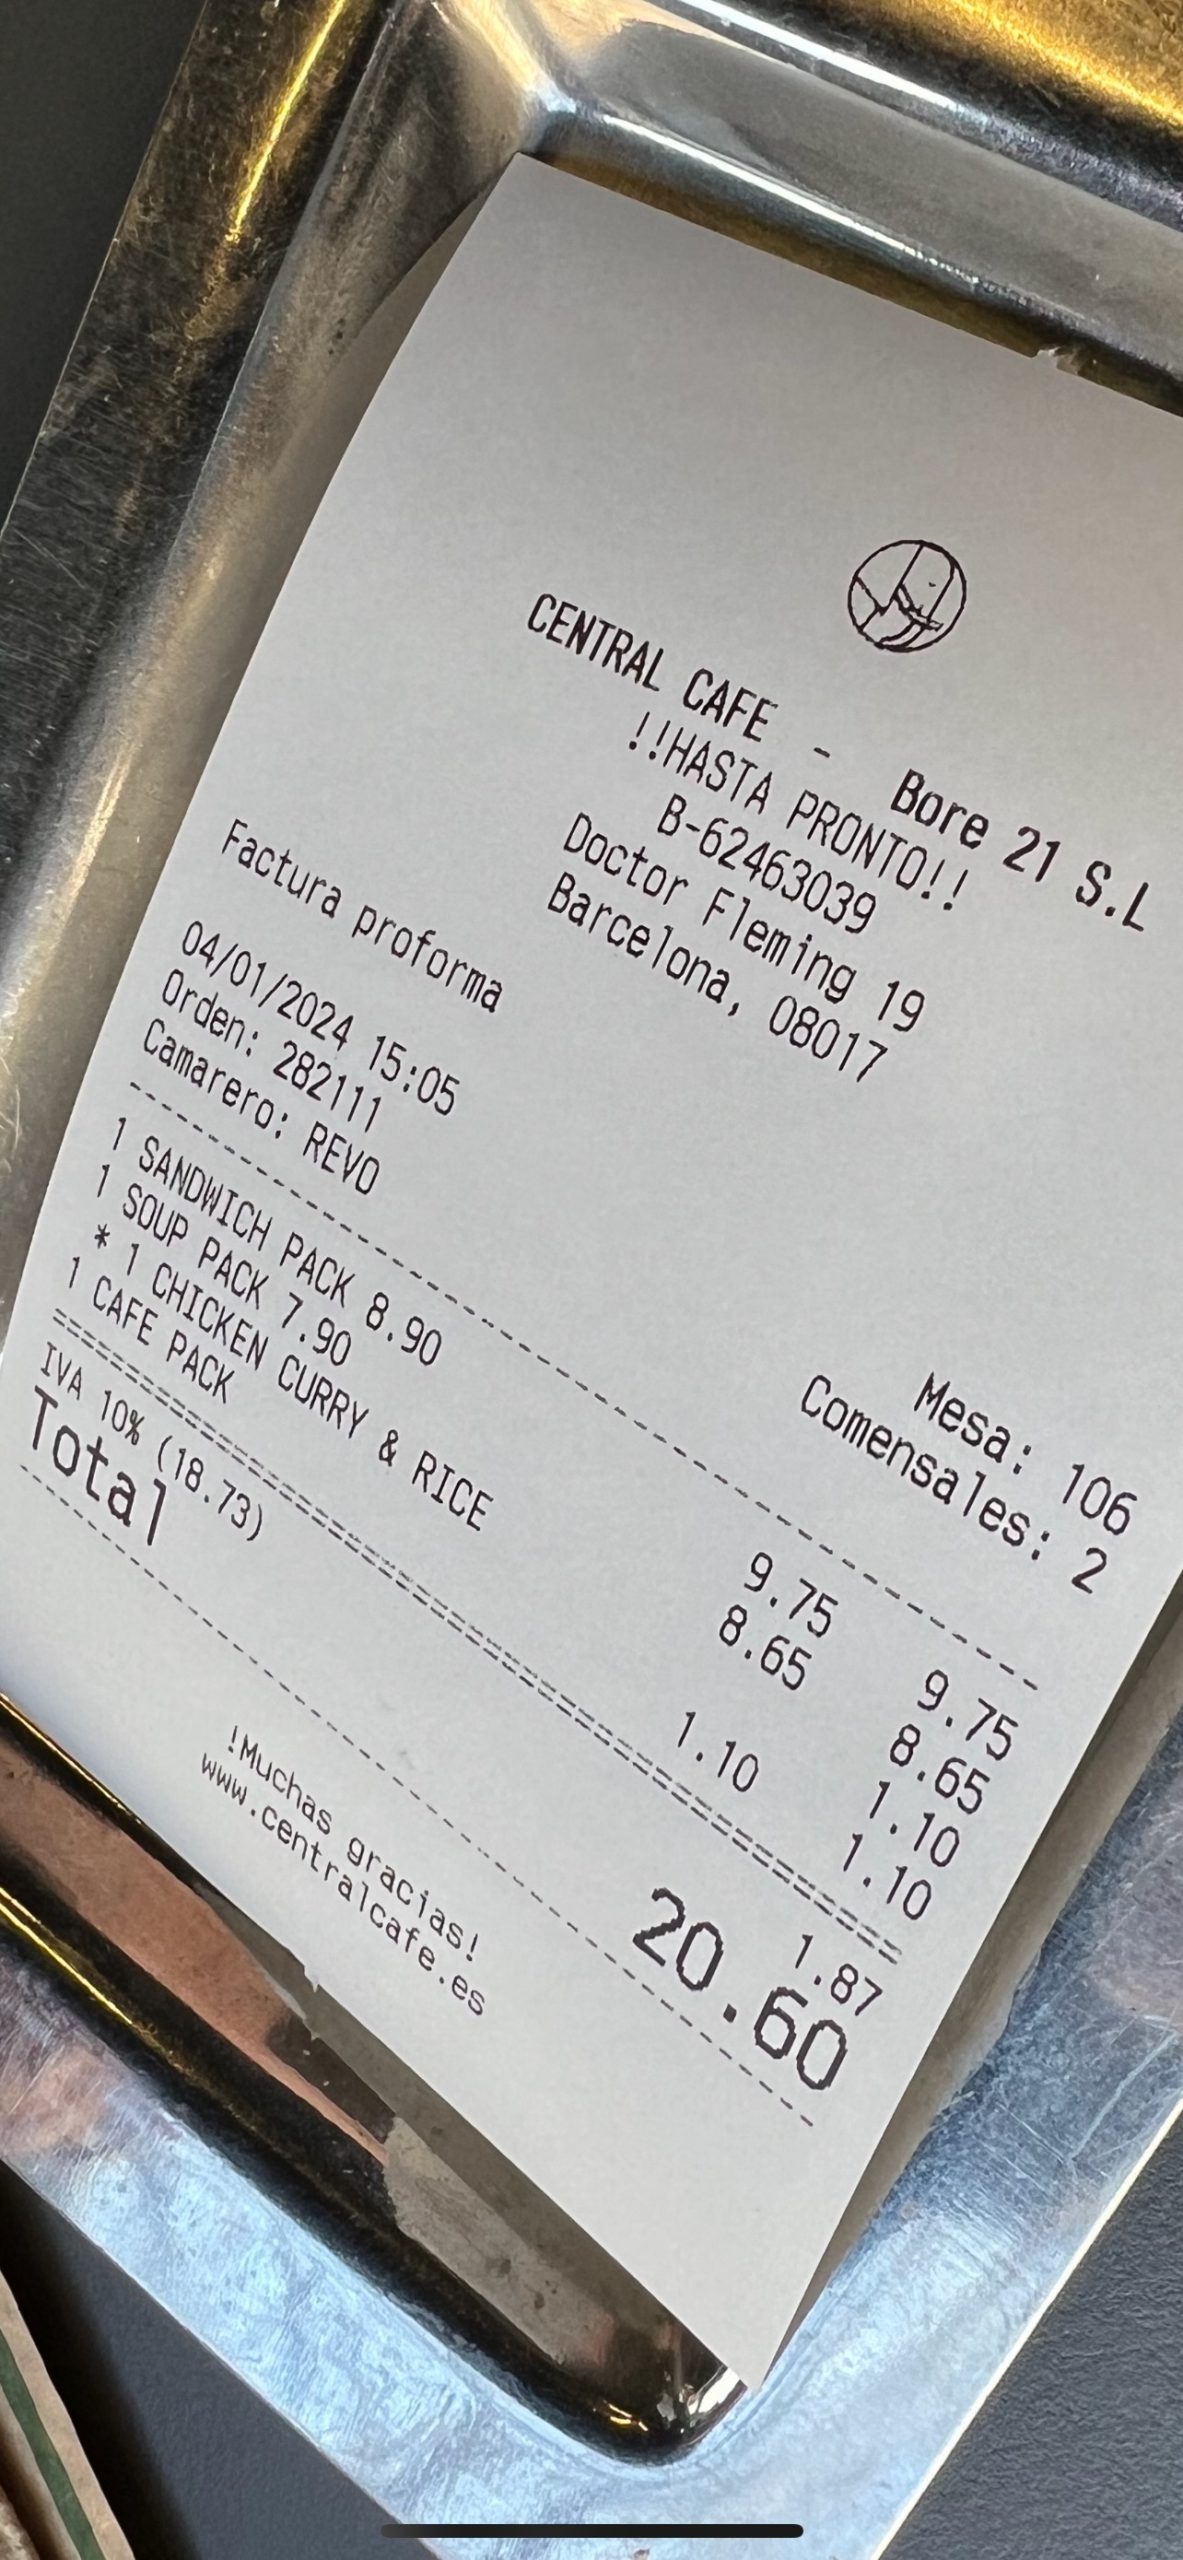 CENTRAL CAFE - Bore 21 S.L
!!HASTA PRONTO!!
B-62463039
Doctor Fleming 19
Barcelona, 08017
Factura proforma
04/01/2024 15:05
Orden: 282111 Mesa: 106
Camarero: REVO Comensales: 2
1 SANDWICH PACK 8.90 9.75 9.75
1 SOUP PACK 7.90 8.65 8.65
* 1 CHICKEN CURRY & RICE 1.10
1 CAFE PACK 1.10 1.10
IVA 10% (18.73) 1.87
Total 20.60
!Muchas gracias!
www.centralcafe.es